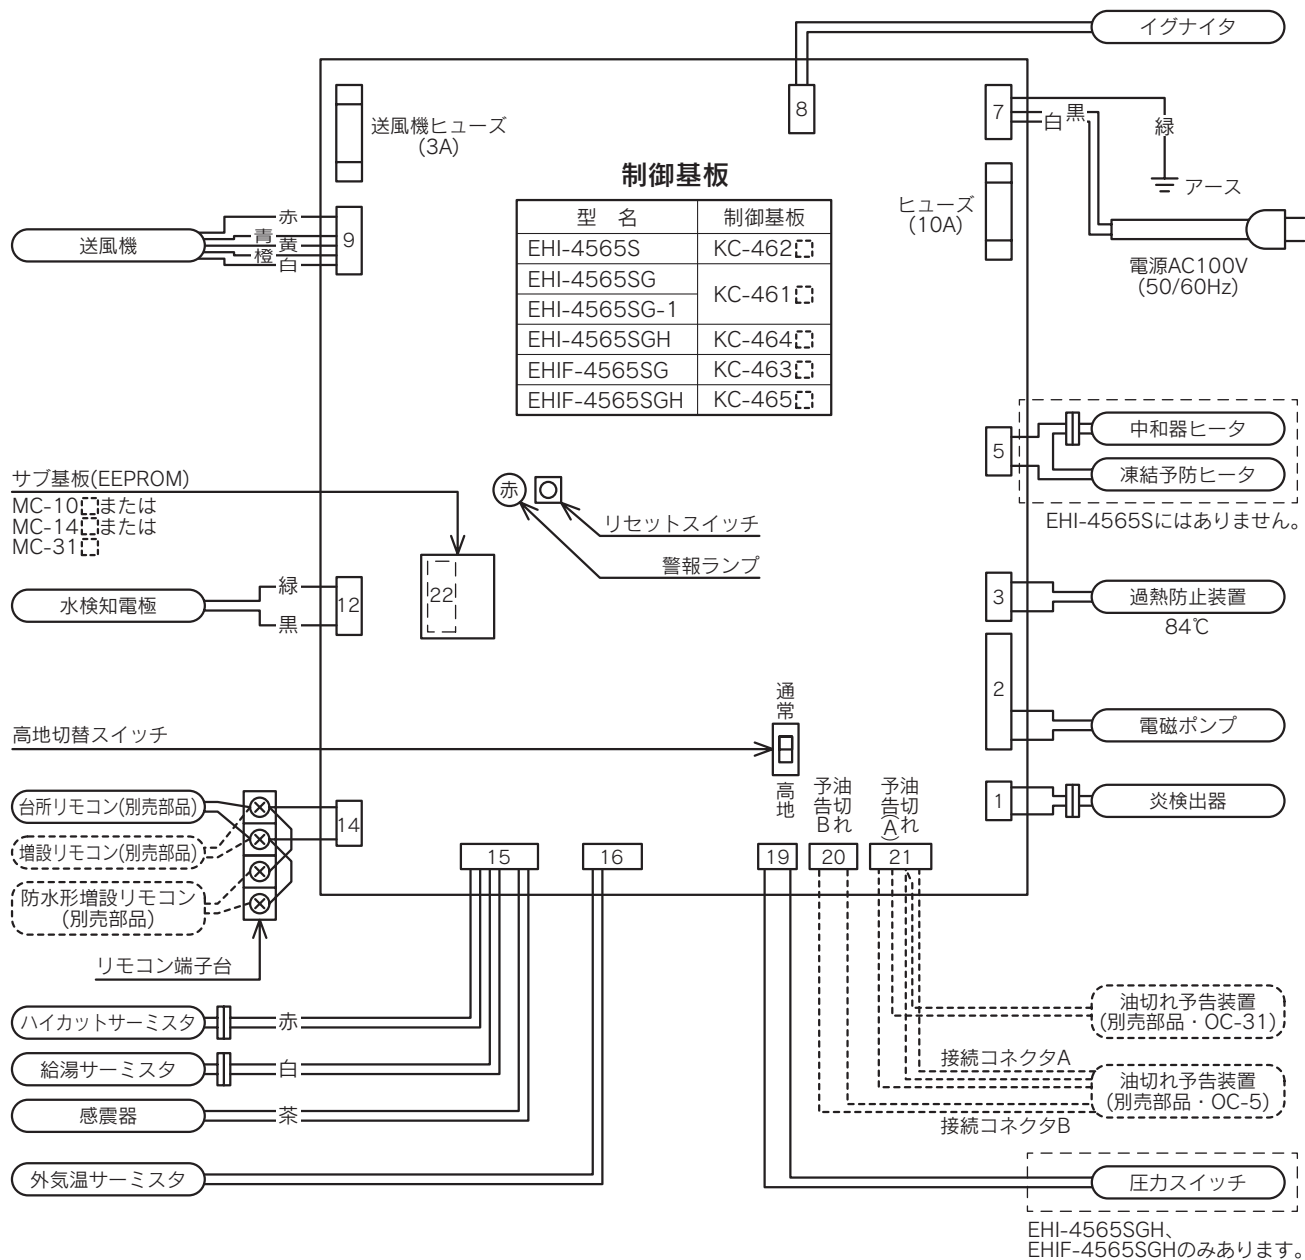 イグナイタ
8
7
黒
白
緑
アース
送風機ヒューズ
(3A)
ヒューズ
(10A)
電源AC100V
(50/60Hz)
制御基板
型　名 制御基板
EHI-4565S KC-462
EHI-4565SG KC-461
EHI-4565SG-1
EHI-4565SGH KC-464
EHIF-4565SG KC-463
EHIF-4565SGH KC-465
送風機
赤
青
黄
橙
白
9
5
中和器ヒータ
凍結予防ヒータ
EHI-4565Sにはありません。
サブ基板(EEPROM)
MC-10または
MC-14または
MC-31
赤
リセットスイッチ
警報ランプ
22
水検知電極
緑
黒
12
3
過熱防止装置
84℃
2
電磁ポンプ
高地切替スイッチ
通常
高地
1
炎検出器
台所リモコン(別売部品)
増設リモコン(別売部品)
防水形増設リモコン
(別売部品)
リモコン端子台
14
15
16
19
油切れ
予告B
20
油切れ
予告(A)
21
ハイカットサーミスタ
赤
給湯サーミスタ
白
感震器
茶
外気温サーミスタ
油切れ予告装置
(別売部品・OC-31)
接続コネクタA
油切れ予告装置
(別売部品・OC-5)
接続コネクタB
圧力スイッチ
EHI-4565SGH、
EHIF-4565SGHのみあります。